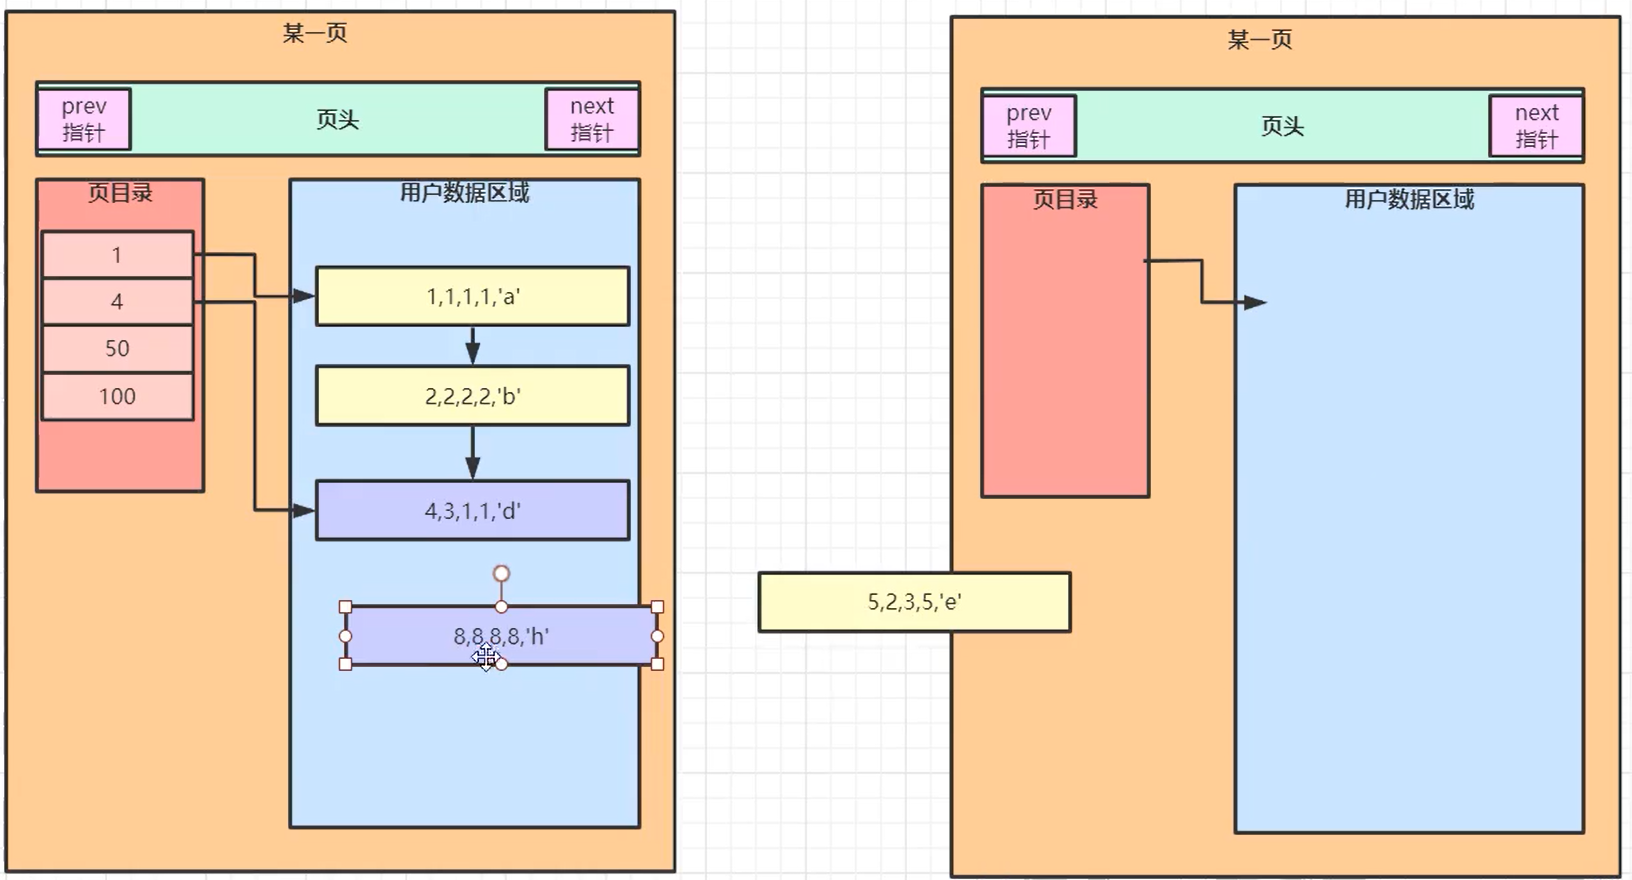 某一页
prev
指针
页头
next
指针
页目录
1
4
50
100
用户数据区域
1,1,1,1,'a'
2,2,2,2,'b'
4,3,1,1,'d'
8,8,8,8,'h'
5,2,3,5,'e'
某一页
prev
指针
页头
next
指针
页目录
用户数据区域